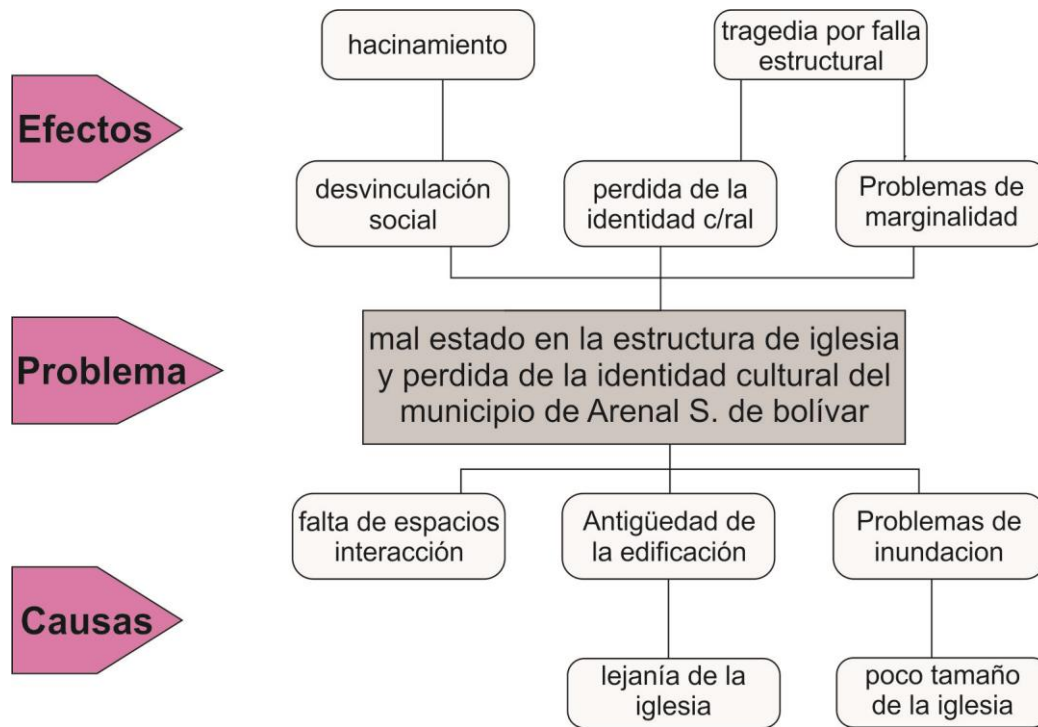 hacinamiento
tragedia por falla
estructural
Efectos
desvinculación
social
perdida de la
identidad c/ral
Problemas de
marginalidad
Problema
mal estado en la estructura de iglesia
y perdida de la identidad cultural del
municipio de Arenal S. de bolívar
falta de espacios
interacción
Antigüedad de
la edificación
Problemas de
inundacion
Causas
lejanía de la
iglesia
poco tamaño
de la iglesia